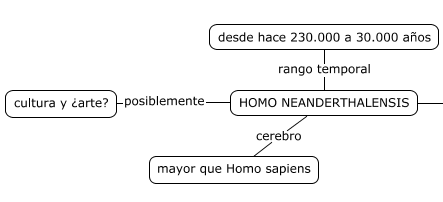 desde hace 230.000 a 30.000 años
rango temporal
cultura y ¿arte?
posiblemente
HOMO NEANDERTHALENSIS
cerebro
mayor que Homo sapiens